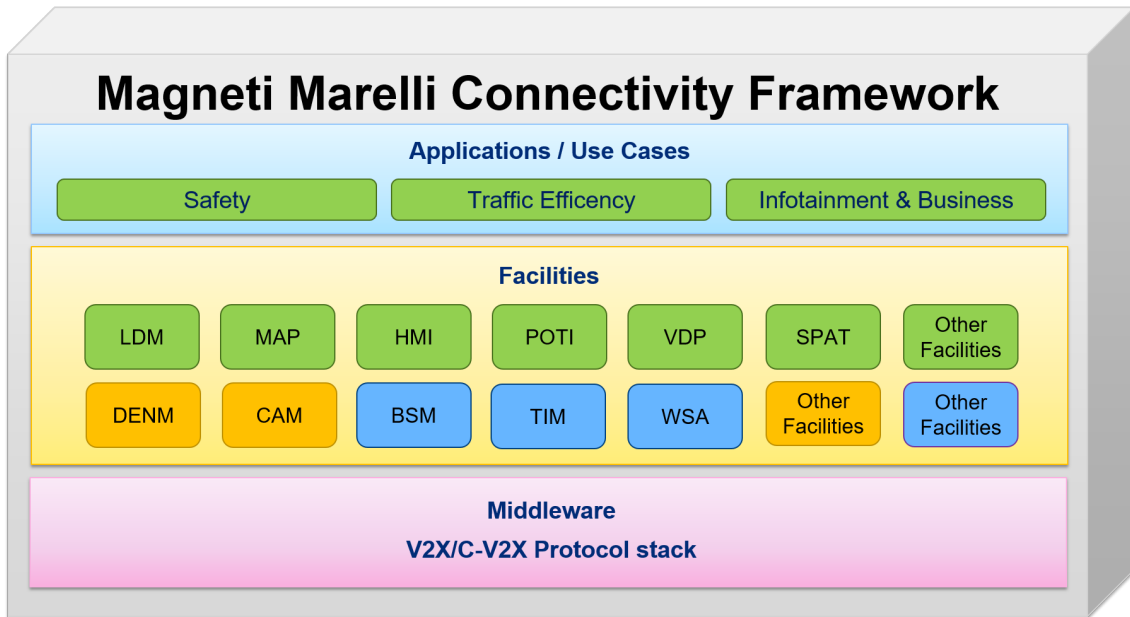 Magneti Marelli Connectivity Framework
Applications / Use Cases
Safety
Traffic Efficency
Infotainment & Business
Facilities
LDM
MAP
HMI
POTI
VDP
SPAT
Other
Facilities
DENM
CAM
BSM
TIM
WSA
Other
Facilities
Other
Facilities
Middleware
V2X/C-V2X Protocol stack